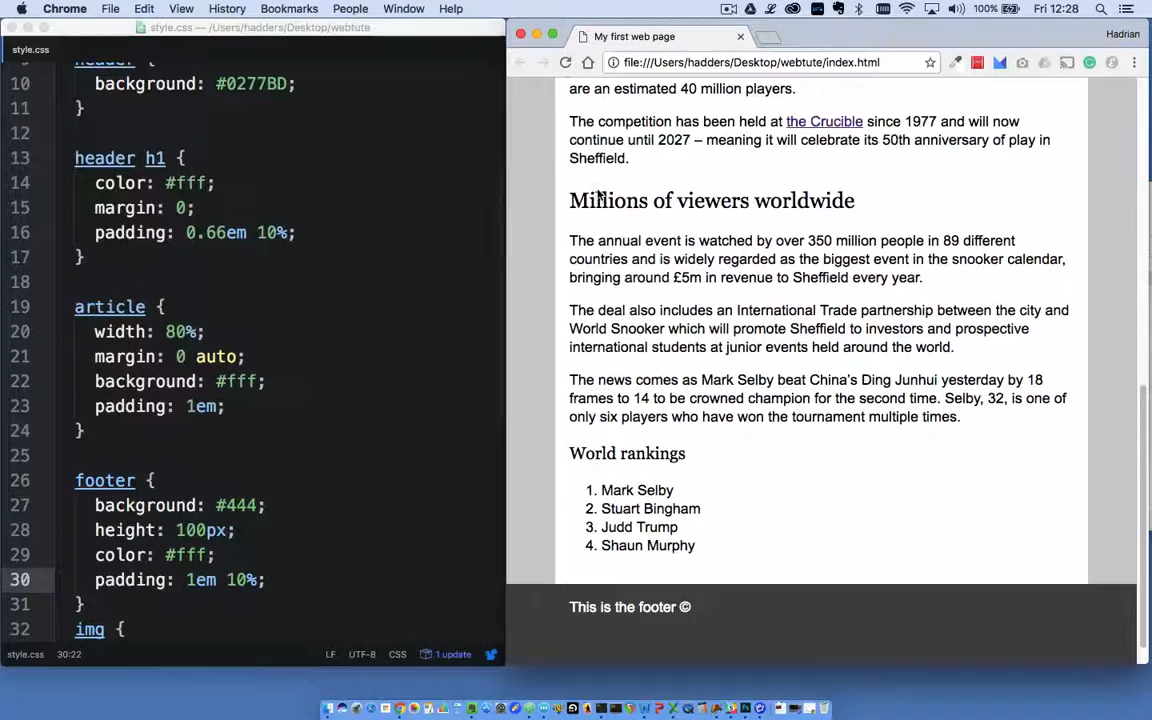 Chrome File Edit View History Bookmarks People Window Help 100% Fri 12:28
style.css — /Users/hadders/Desktop/webtute
style.css
header {
10 background: #0277BD;
11 }
12
13 header h1 {
14 color: #fff;
15 margin: 0;
16 padding: 0.66em 10%;
17 }
18
19 article {
20 width: 80%;
21 margin: 0 auto;
22 background: #fff;
23 padding: 1em;
24 }
25
26 footer {
27 background: #444;
28 height: 100px;
29 color: #fff;
30 padding: 1em 10%;
31 }
32 img {
style.css 30:22 LF UTF-8 CSS 1 update
My first web page
Hadrian
file:///Users/hadders/Desktop/webtute/index.html
are an estimated 40 million players.
The competition has been held at the Crucible since 1977 and will now
continue until 2027 – meaning it will celebrate its 50th anniversary of play in
Sheffield.
Millions of viewers worldwide
The annual event is watched by over 350 million people in 89 different
countries and is widely regarded as the biggest event in the snooker calendar,
bringing around £5m in revenue to Sheffield every year.
The deal also includes an International Trade partnership between the city and
World Snooker which will promote Sheffield to investors and prospective
international students at junior events held around the world.
The news comes as Mark Selby beat China's Ding Junhui yesterday by 18
frames to 14 to be crowned champion for the second time. Selby, 32, is one of
only six players who have won the tournament multiple times.
World rankings
1. Mark Selby
2. Stuart Bingham
3. Judd Trump
4. Shaun Murphy
This is the footer ©